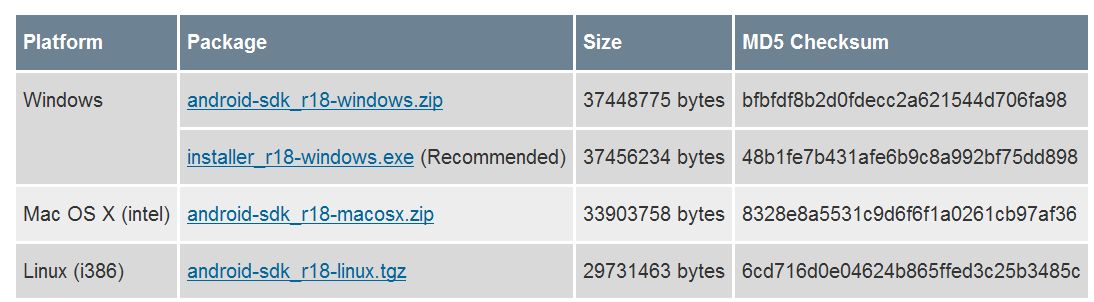 Platform Package Size MD5 Checksum
Windows android-sdk_r18-windows.zip 37448775 bytes bfbfdf8b2d0fdecc2a621544d706fa98
installer_r18-windows.exe (Recommended) 37456234 bytes 48b1fe7b431afe6b9c8a992bf75dd898
Mac OS X (intel) android-sdk_r18-macosx.zip 33903758 bytes 8328e8a5531c9d6f6f1a0261cb97af36
Linux (i386) android-sdk_r18-linux.tgz 29731463 bytes 6cd716d0e04624b865ffed3c25b3485c